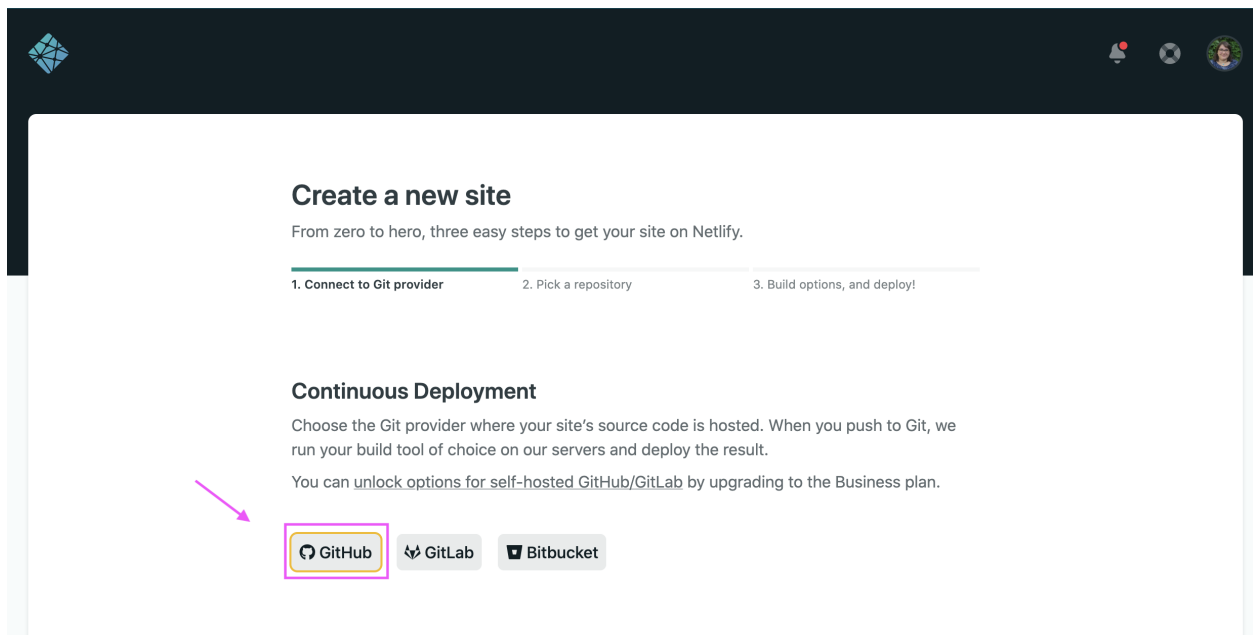 Create a new site
From zero to hero, three easy steps to get your site on Netlify.
1. Connect to Git provider
2. Pick a repository
3. Build options, and deploy!
Continuous Deployment
Choose the Git provider where your site’s source code is hosted. When you push to Git, we
run your build tool of choice on our servers and deploy the result.
You can unlock options for self-hosted GitHub/GitLab by upgrading to the Business plan.
GitHub
GitLab
Bitbucket